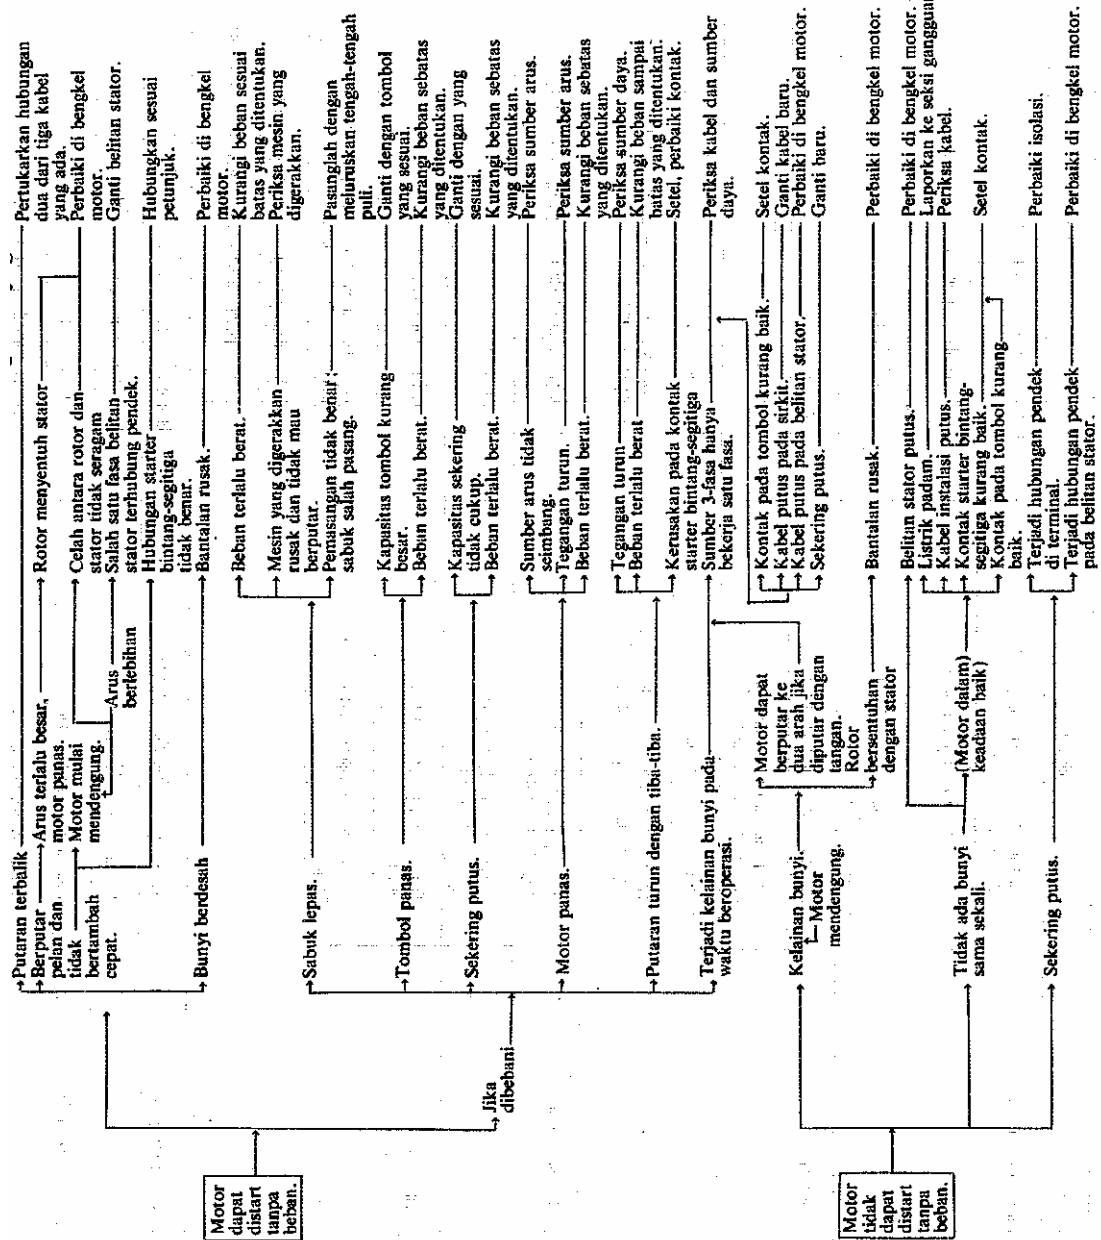 Motor
dapat
distart
tanpa
beban.
Putaran terbalik
Pertukarkan hubungan
dua dari tiga kabel
yang ada.
Berputar
pelan dan
tidak
bertambah
cepat.
Arus terlalu besar,
motor panas.
Rotor menyentuh stator
Perbaiki di bengkel
motor.
Motor mulai
mendengung.
Celah antara rotor dan
stator tidak seragam
Arus
berlebihan
Salah satu fasa belitan
stator terhubung pendek.
Ganti belitan stator.
Hubungan starter
bintang-segitiga
tidak benar.
Hubungkan sesuai
petunjuk.
Bunyi berdesah
Bantalan rusak.
Perbaiki di bengkel
motor.
Jika
dibebani
Sabuk lepas.
Beban terlalu berat.
Kurangi beban sesuai
batas yang ditentukan.
Mesin yang digerakkan
rusak dan tidak mau
berputar.
Periksa mesin yang
digerakkan.
Pemasangan tidak benar;
sabuk salah pasang.
Pasanglah dengan
meluruskan tengah-tengah
puli.
Tombol panas.
Kapasitas tombol kurang
besar.
Ganti dengan tombol
yang sesuai.
Beban terlalu berat.
Kurangi beban sebatas
yang ditentukan.
Sekering putus.
Kapasitas sekering
tidak cukup.
Ganti dengan yang
sesuai.
Beban terlalu berat.
Kurangi beban sebatas
yang ditentukan.
Motor panas.
Sumber arus tidak
seimbang.
Periksa sumber arus.
Tegangan turun.
Periksa sumber arus.
Beban terlalu berat.
Kurangi beban sebatas
yang ditentukan.
Putaran turun dengan tiba-tiba.
Tegangan turun
Periksa sumber daya.
Beban terlalu berat
Kurangi beban sampai
batas yang ditentukan.
Kerusakan pada kontak
starter bintang-segitiga
Setel, perbaiki kontak.
Terjadi kelainan bunyi pada
waktu beroperasi.
Sumber 3-fasa hanya
bekerja satu fasa.
Periksa kabel dan sumber
daya.
Motor
tidak
dapat
distart
tanpa
beban.
Kelainan bunyi.
Motor
mendengung.
Motor dapat
berputar ke
dua arah jika
diputar dengan
tangan.
Kontak pada tombol kurang baik.
Setel kontak.
Kabel putus pada sirkit.
Ganti kabel baru.
Kabel putus pada belitan stator.
Perbaiki di bengkel motor.
Sekering putus.
Ganti baru.
Rotor
bersentuhan
dengan stator
Bantalan rusak.
Perbaiki di bengkel motor.
Tidak ada bunyi
sama sekali.
Belitan stator putus.
Perbaiki di bengkel motor.
(Motor dalam)
keadaan baik)
Listrik padam.
Laporkan ke seksi gangguan
Kabel instalasi putus.
Periksa kabel.
Kontak starter bintang-
segitiga kurang baik.
Setel kontak.
Kontak pada tombol kurang
baik.
Sekering putus.
Terjadi hubungan pendek
di terminal.
Perbaiki isolasi.
Terjadi hubungan pendek
pada belitan stator.
Perbaiki di bengkel motor.